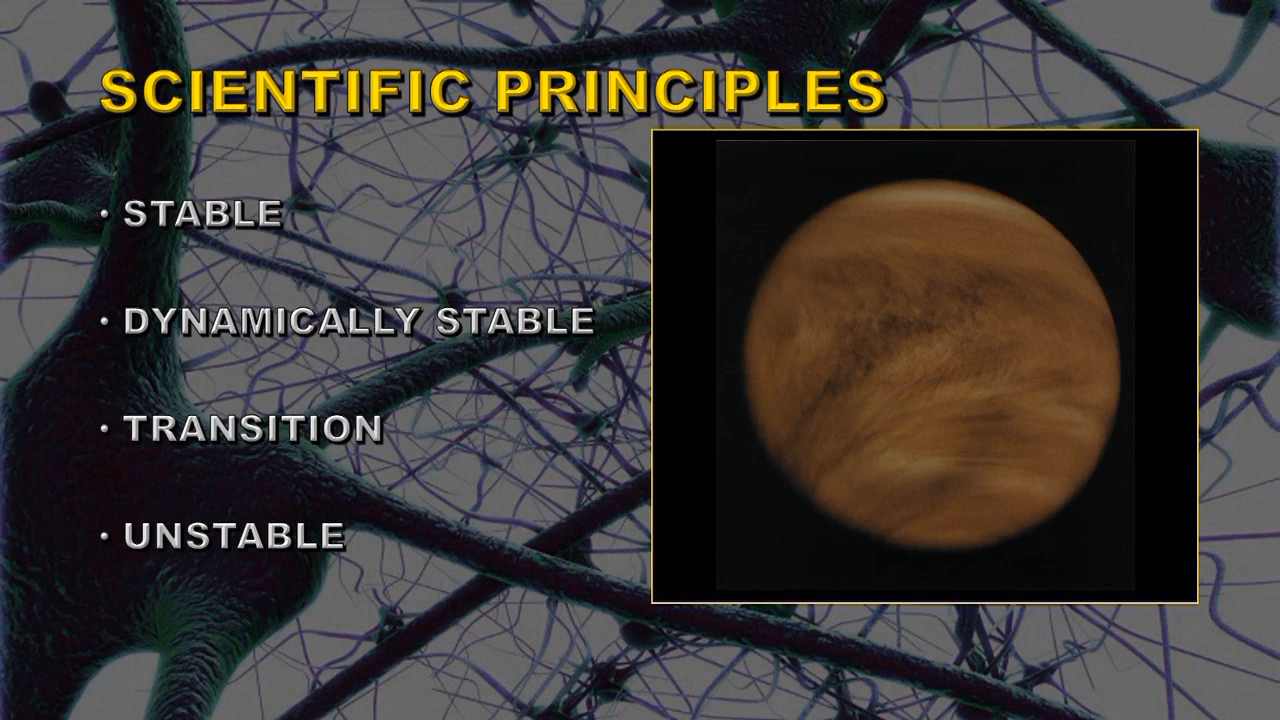 SCIENTIFIC PRINCIPLES
• STABLE
• DYNAMICALLY STABLE
• TRANSITION
• UNSTABLE